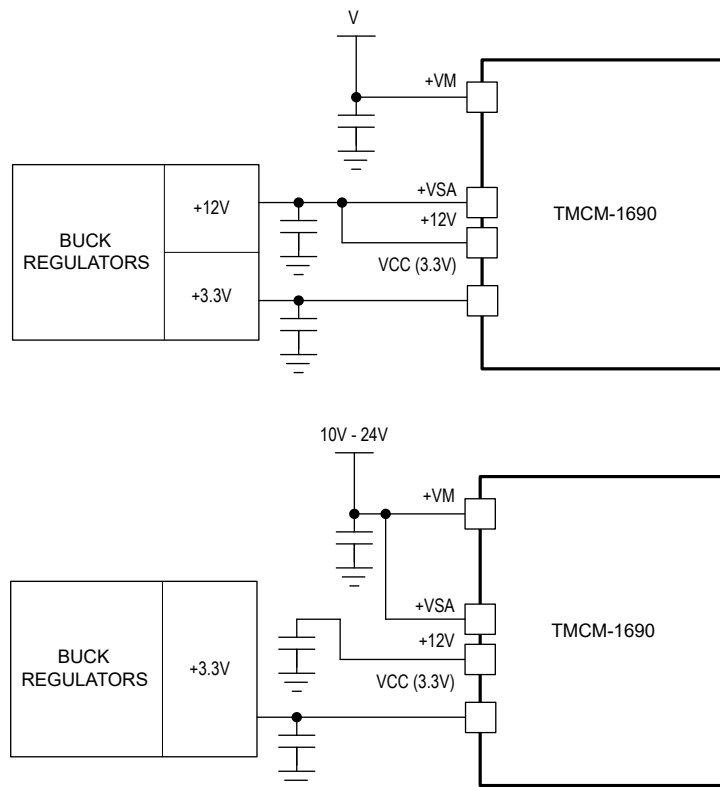 V
+VM
+VSA
+12V
+12V
TMCM-1690
BUCK
REGULATORS
VCC (3.3V)
+3.3V
10V - 24V
+VM
+VSA
+12V
TMCM-1690
BUCK
REGULATORS
+3.3V
VCC (3.3V)